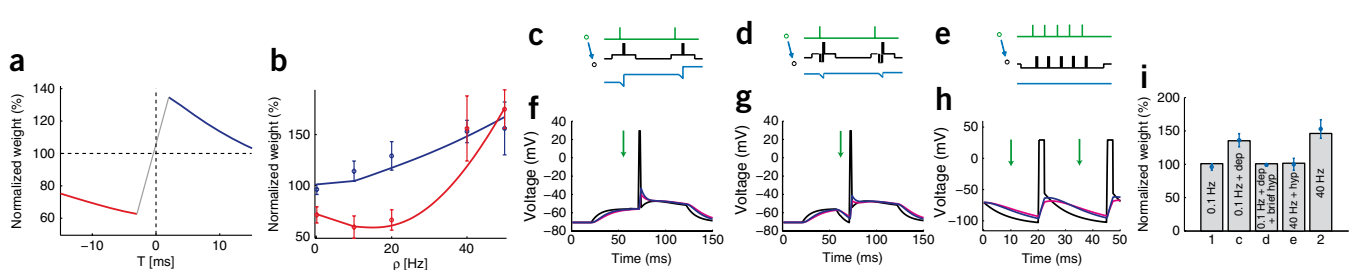 a
Normalized weight (%)
140
120
100
80
60
−10
0
10
T [ms]
b
Normalized weight (%)
150
100
50
0
20
40
ρ [Hz]
c
f
Voltage (mV)
40
20
0
−20
−40
−60
−80
0
50
100
150
Time (ms)
d
g
Voltage (mV)
40
20
0
−20
−40
−60
−80
0
50
100
150
Time (ms)
e
h
Voltage (mV)
50
0
−50
−100
0
10
20
30
40
50
Time (ms)
i
Normalized weight (%)
200
150
100
50
0
0.1 Hz
0.1 Hz + dep
0.1 Hz + dep
+ brief hyp
40 Hz + hyp
40 Hz
1
c
d
e
2